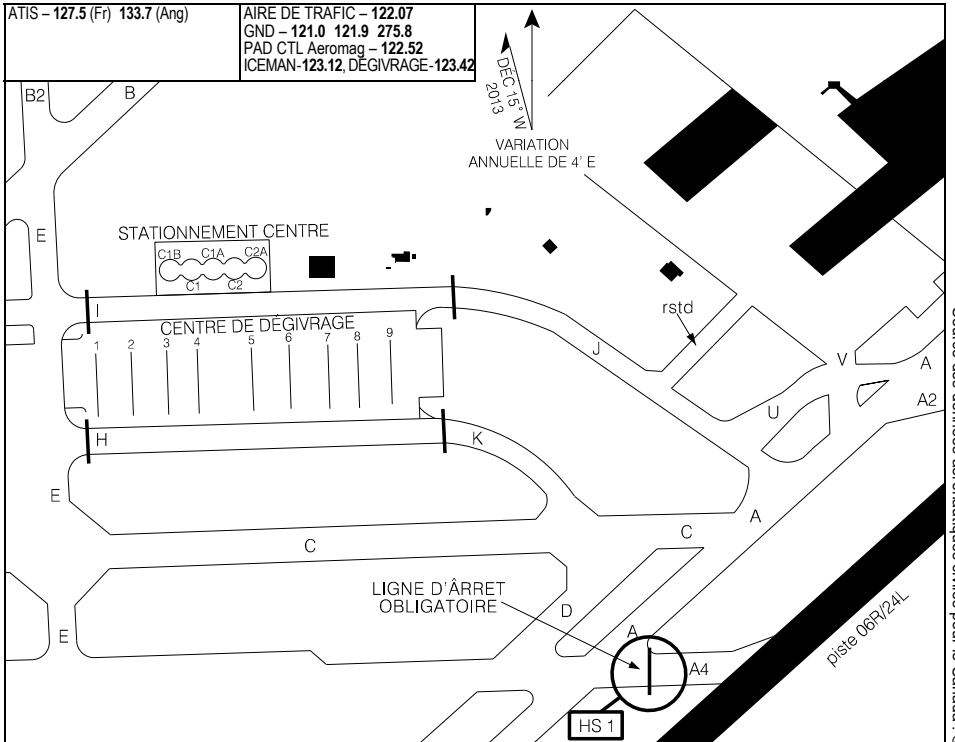 ATIS – 127.5 (Fr) 133.7 (Ang)
AIRE DE TRAFIC – 122.07
GND – 121.0 121.9 275.8
PAD CTL Aeromag – 122.52
ICEMAN-123.12, DÉGIVRAGE-123.42
DÉC 15° W
2013
VARIATION
ANNUELLE DE 4' E
B2
B
E
STATIONNEMENT CENTRE
C1B
C1A
C2A
C1
C2
I
CENTRE DE DÉGIVRAGE
1
2
3
4
5
6
7
8
9
rstd
J
V
A
A2
U
H
K
E
C
C
A
LIGNE D'ÂRRET
OBLIGATOIRE
D
A
A4
E
HS 1
piste 06R/24L